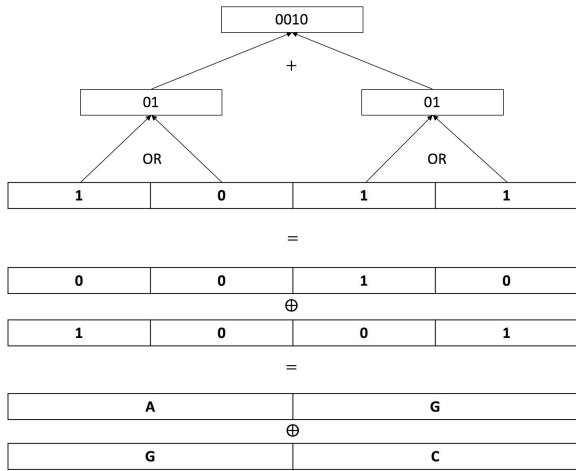 0010
+
01 01
OR OR
1 0 1 1
=
0 0 1 0
⊕
1 0 0 1
=
A G
⊕
G C